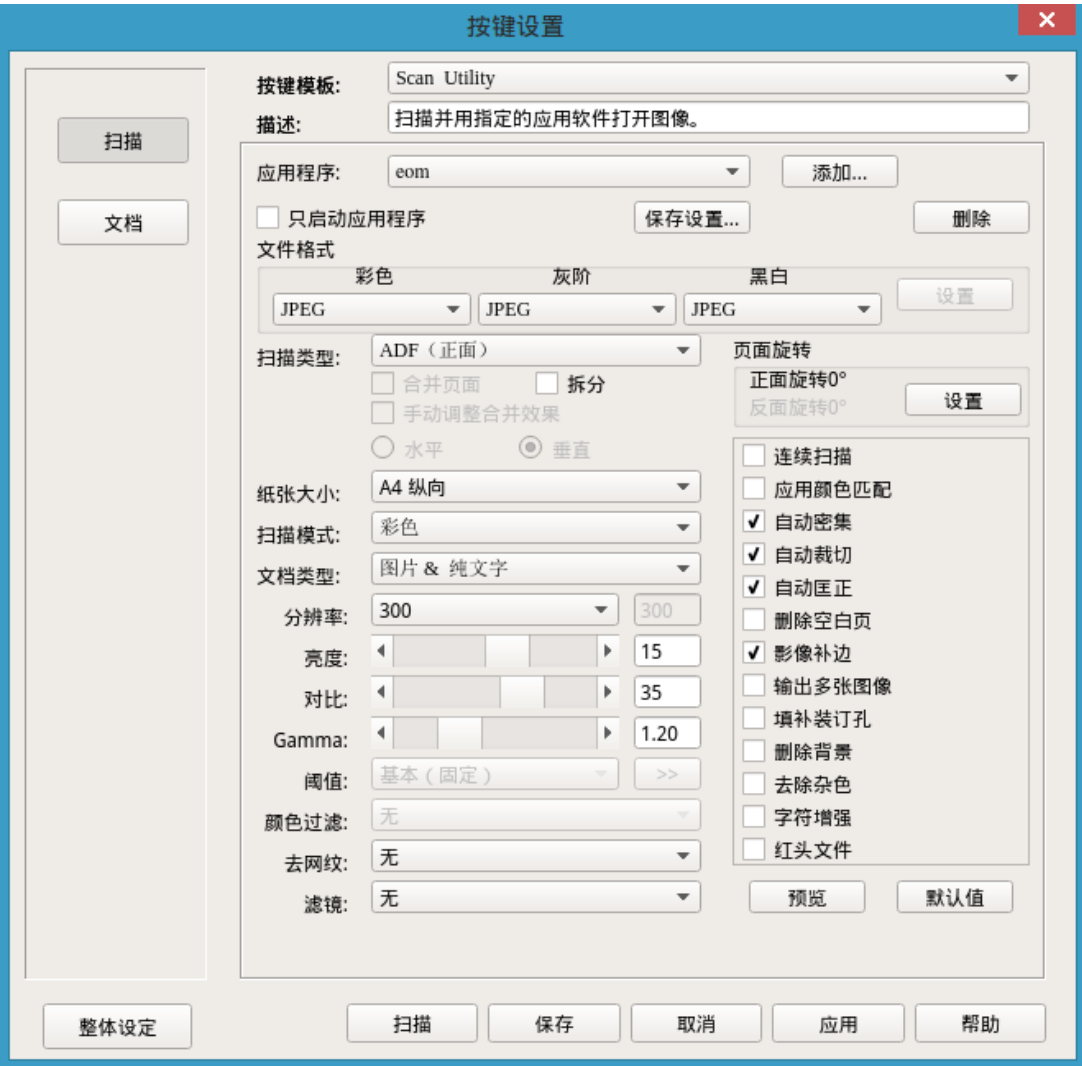 按键设置
按键模板: Scan Utility
描述: 扫描并用指定的应用软件打开图像。
扫描
文档
应用程序: eom 添加...
只启动应用程序 保存设置... 删除
文件格式
彩色 灰阶 黑白
JPEG JPEG JPEG 设置
扫描类型: ADF（正面）
合并页面 拆分
手动调整合并效果
水平 垂直
页面旋转
正面旋转0°
反面旋转0°
设置
纸张大小: A4 纵向
扫描模式: 彩色
文档类型: 图片 & 纯文字
分辨率: 300 300
亮度: 15
对比: 35
Gamma: 1.20
阈值: 基本（固定） >>
颜色过滤: 无
去网纹: 无
滤镜: 无
连续扫描
应用颜色匹配
自动密集
自动裁切
自动匡正
删除空白页
影像补边
输出多张图像
填补装订孔
删除背景
去除杂色
字符增强
红头文件
预览 默认值
整体设定 扫描 保存 取消 应用 帮助